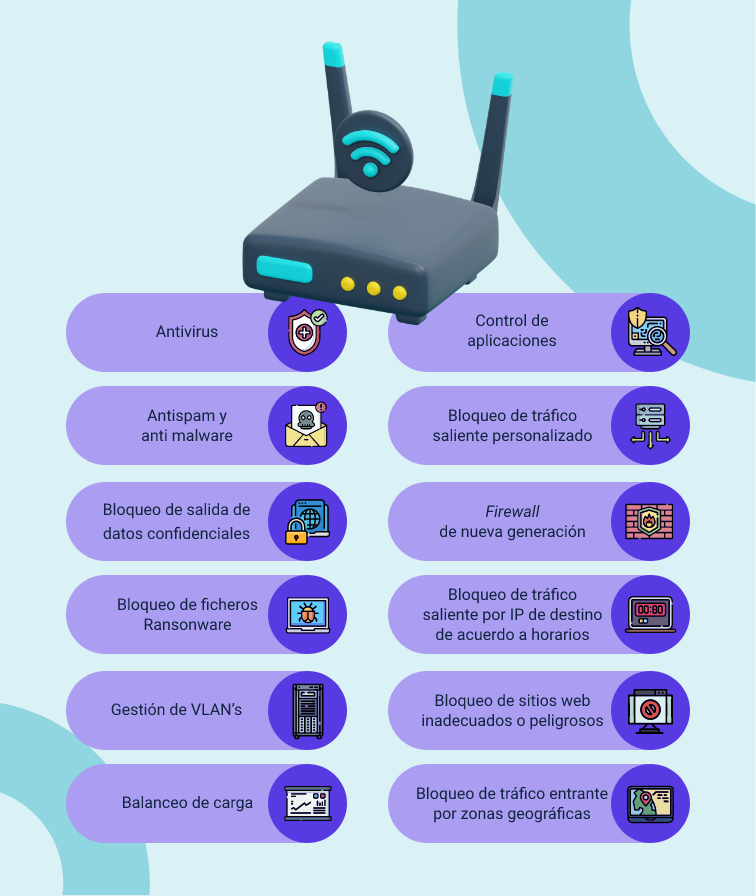 Antivirus
Control de
aplicaciones
Antispam y
anti malware
Bloqueo de tráfico
saliente personalizado
Bloqueo de salida de
datos confidenciales
Firewall
de nueva generación
Bloqueo de ficheros
Ransonware
Bloqueo de tráfico
saliente por IP de destino
de acuerdo a horarios
00:80
Gestión de VLAN’s
Bloqueo de sitios web
inadecuados o peligrosos
Balanceo de carga
Bloqueo de tráfico entrante
por zonas geográficas